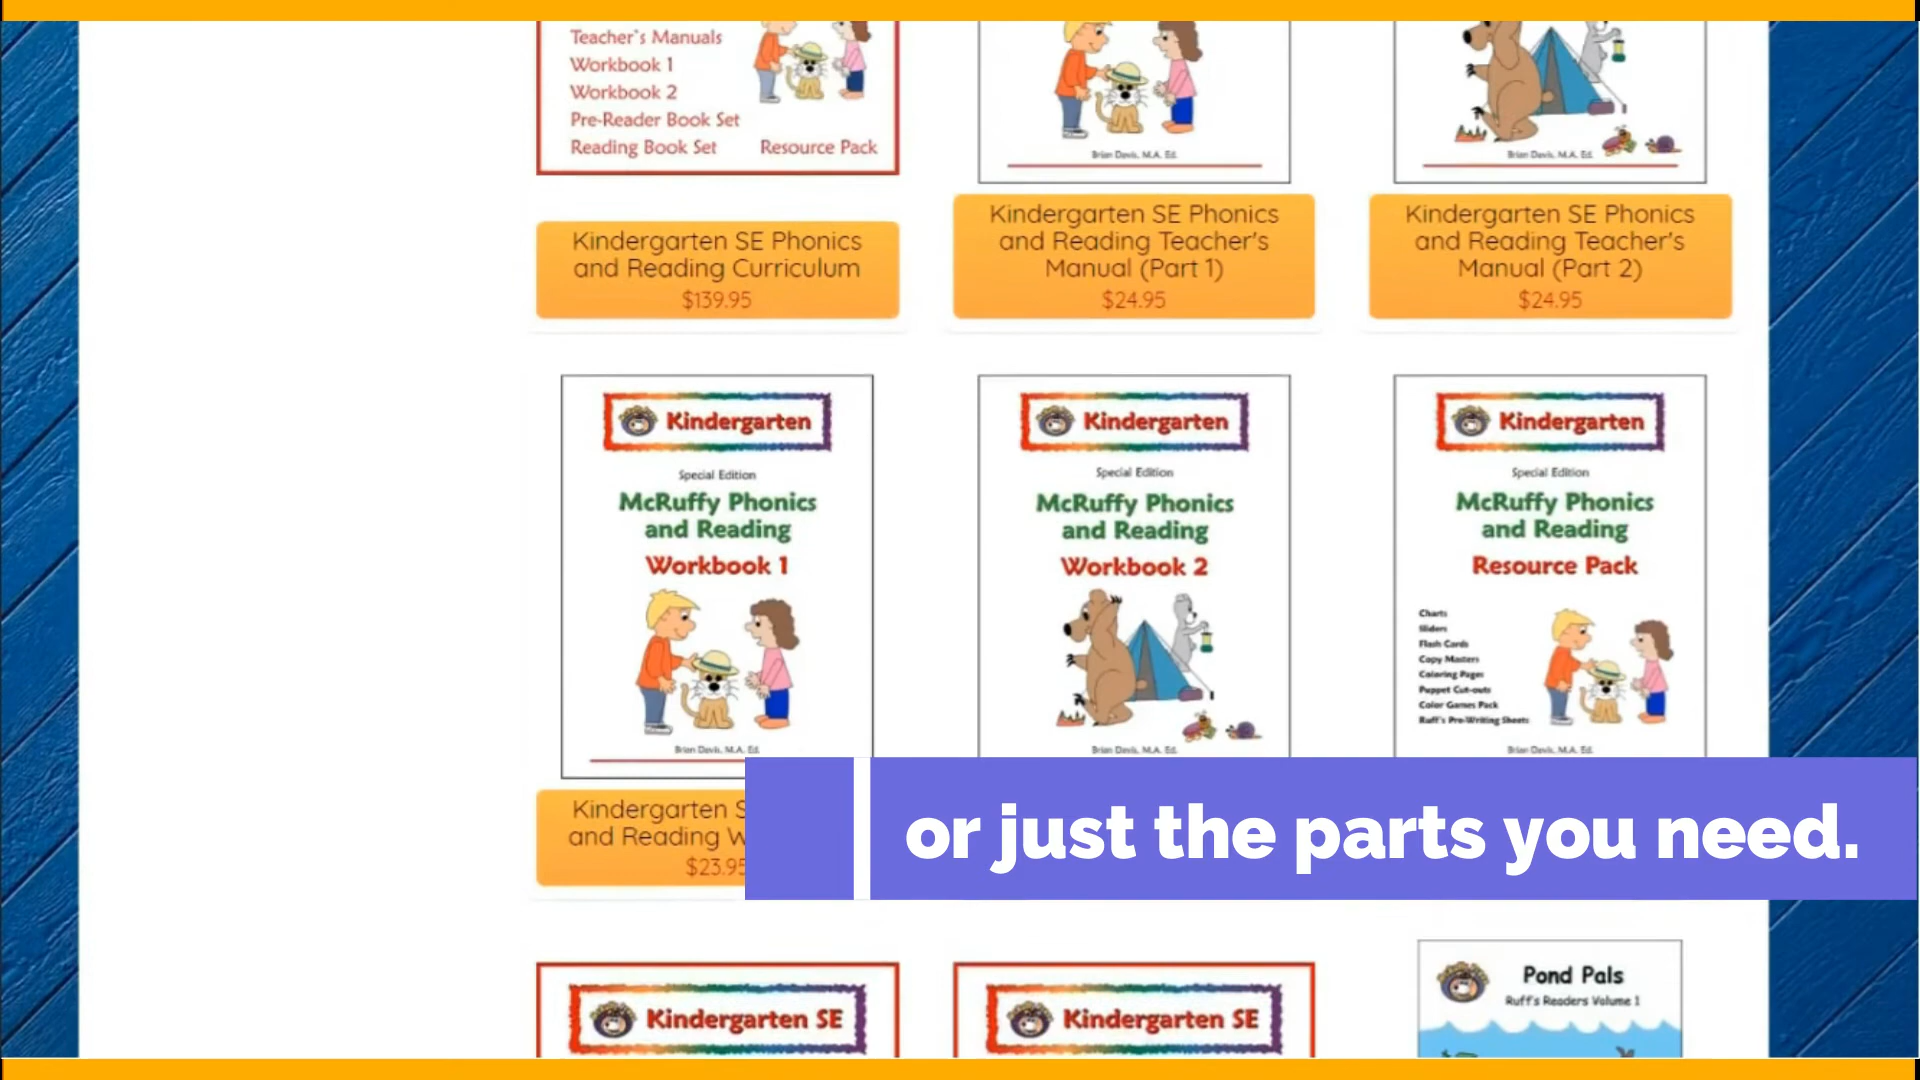 Teacher's Manuals
Workbook 1
Workbook 2
Pre-Reader Book Set
Reading Book Set
Resource Pack
Brian Davis, M.A. Ed.
Brian Davis, M.A. Ed.
Kindergarten SE Phonics
and Reading Curriculum
$139.95
Kindergarten SE Phonics
and Reading Teacher's
Manual (Part 1)
$24.95
Kindergarten SE Phonics
and Reading Teacher's
Manual (Part 2)
$24.95
Kindergarten
Special Edition
McRuffy Phonics
and Reading
Workbook 1
Brian Davis, M.A. Ed.
Kindergarten
Special Edition
McRuffy Phonics
and Reading
Workbook 2
Brian Davis, M.A. Ed.
Kindergarten
Special Edition
McRuffy Phonics
and Reading
Resource Pack
Charts
Sliders
Flash Cards
Copy Masters
Coloring Pages
Puppet Cut-outs
Color Games Pack
Ruff's Pre-Writing Sheets
Brian Davis, M.A. Ed.
Kindergarten S
and Reading W
$23.95
or just the parts you need.
Kindergarten SE
Kindergarten SE
Pond Pals
Ruff's Readers Volume 1